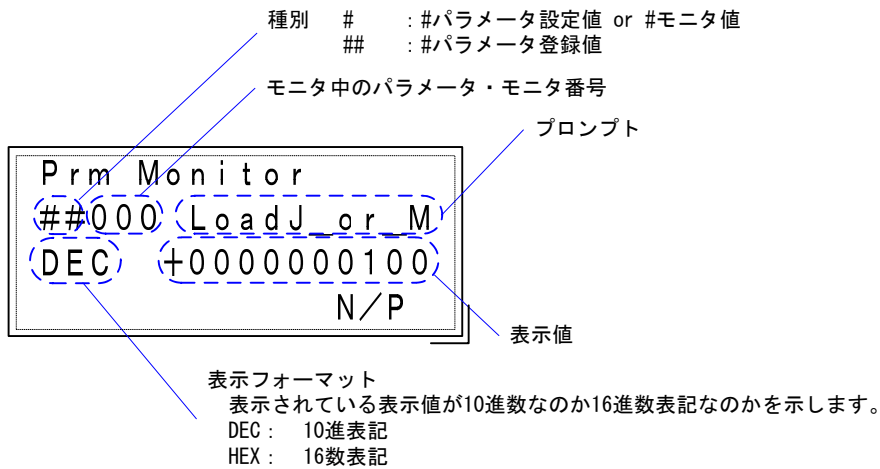 種別 # :#パラメータ設定値 or #モニタ値
## :#パラメータ登録値
モニタ中のパラメータ・モニタ番号
プロンプト
Prm Monitor
##000 LoadJ_or_M
DEC +0000000100
N/P
表示値
表示フォーマット
表示されている表示値が10進数なのか16進数表記なのかを示します。
DEC: 10進表記
HEX: 16数表記